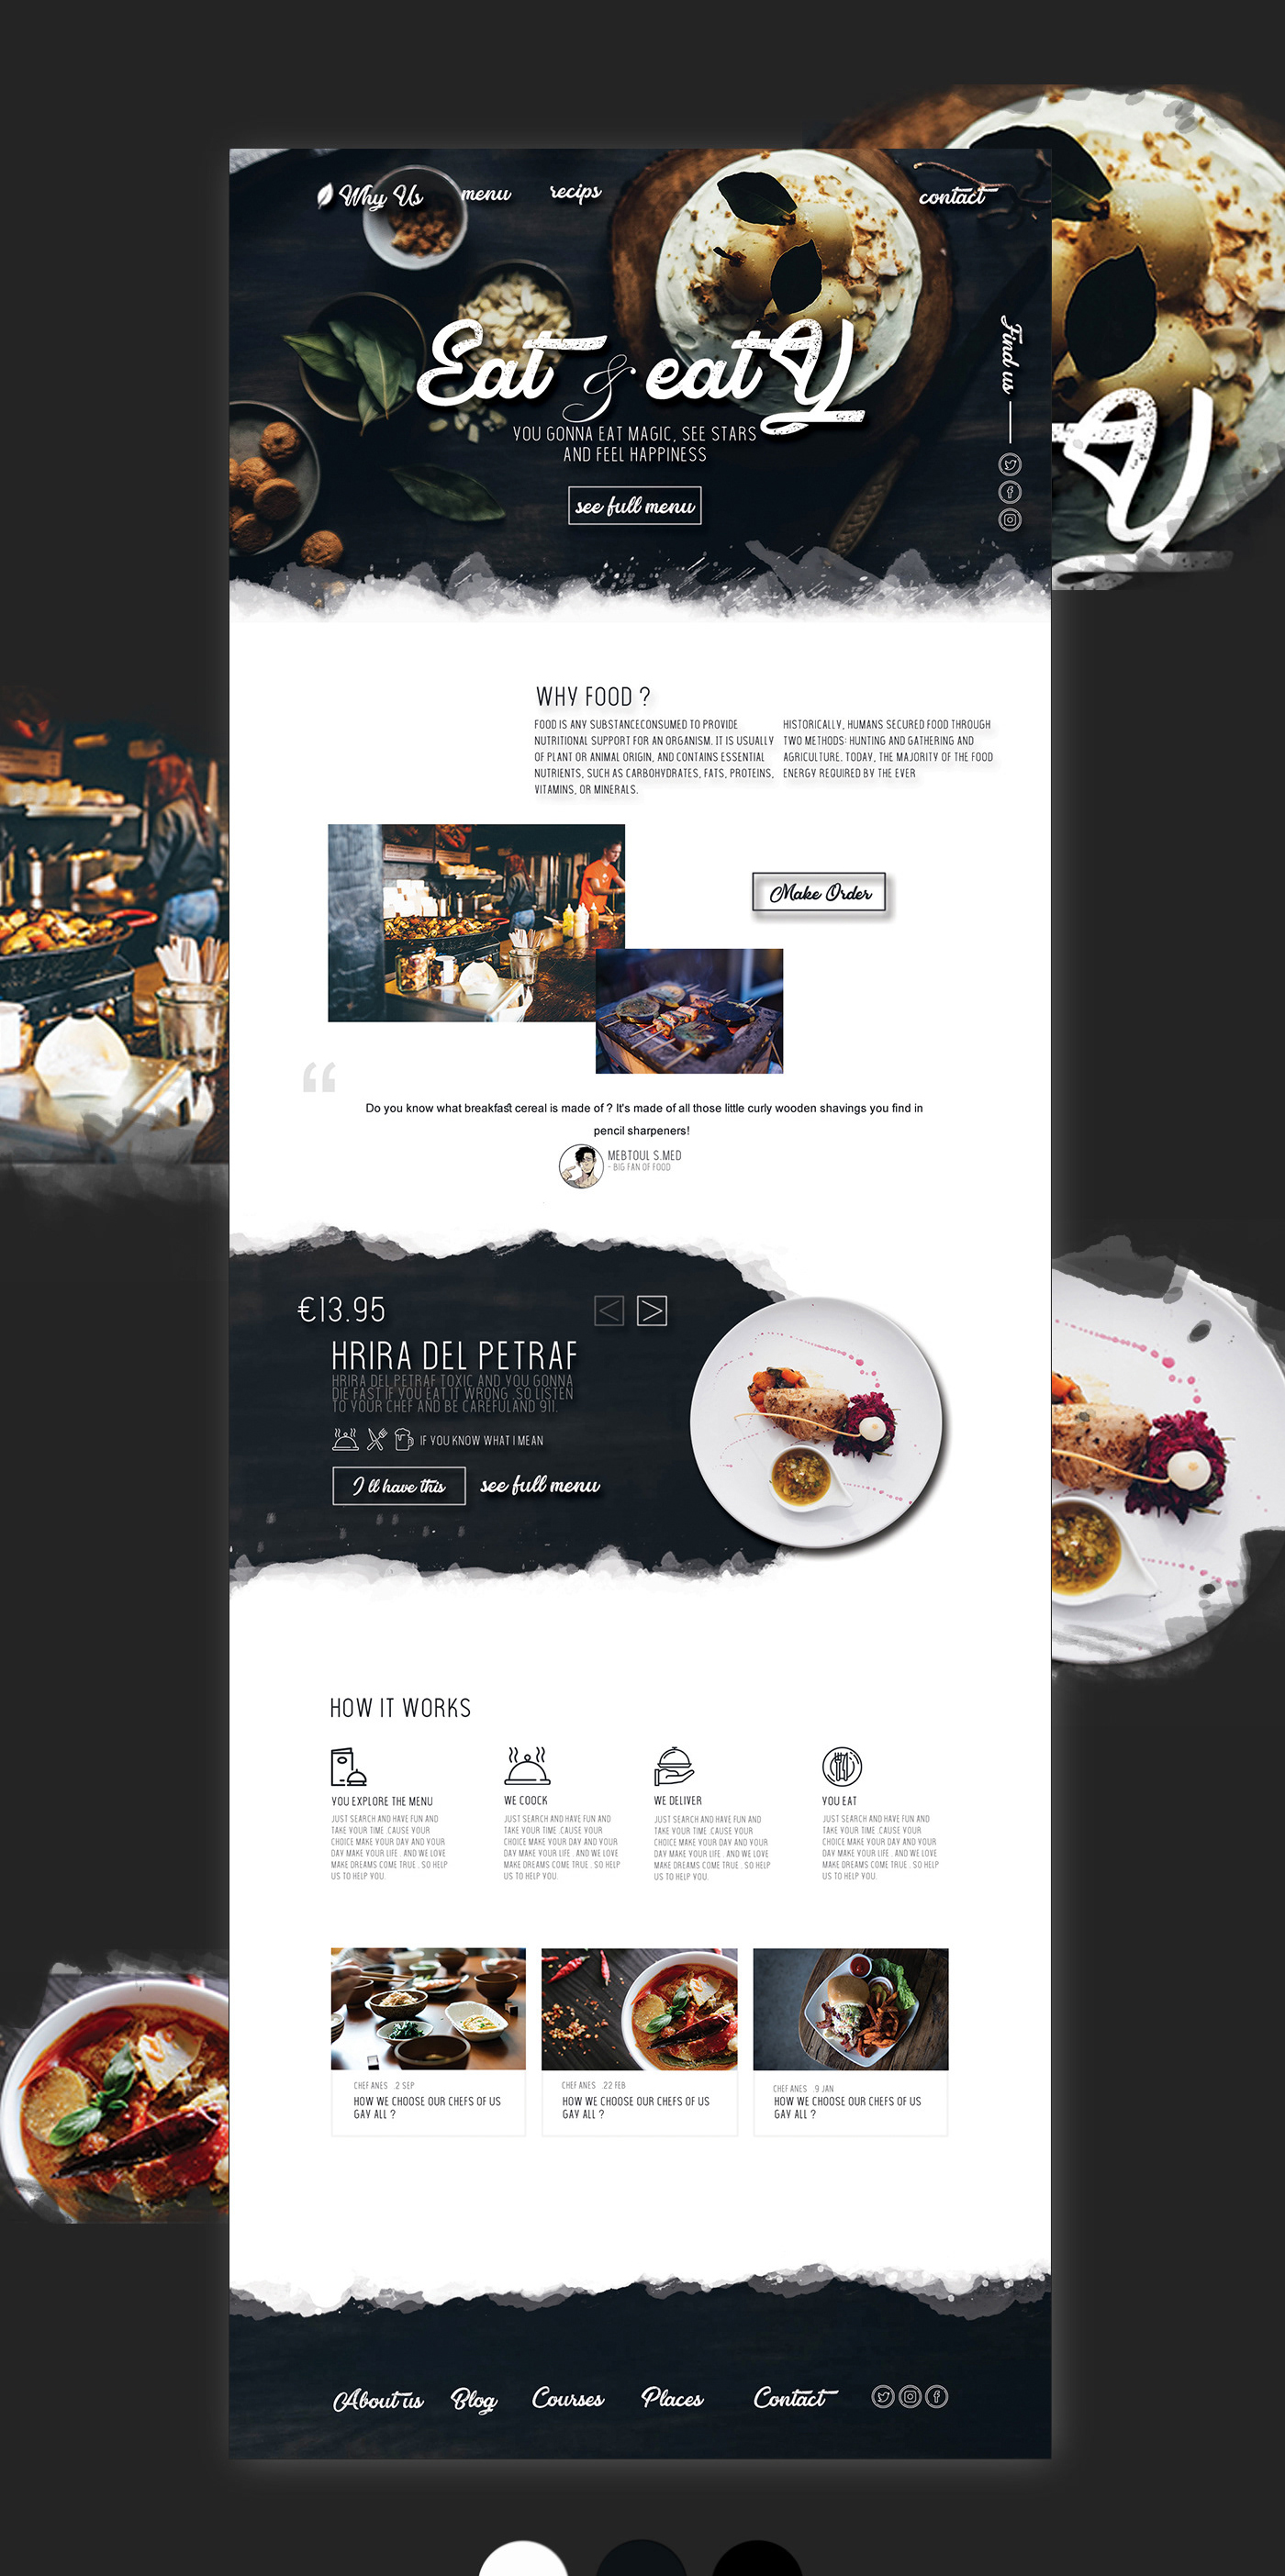 Why Us
menu
recips
contact
Eat & eatY
YOU GONNA EAT MAGIC, SEE STARS
AND FEEL HAPPINESS
see full menu
Find us
WHY FOOD ?
FOOD IS ANY SUBSTANCECONSUMED TO PROVIDE
NUTRITIONAL SUPPORT FOR AN ORGANISM. IT IS USUALLY
OF PLANT OR ANIMAL ORIGIN, AND CONTAINS ESSENTIAL
NUTRIENTS, SUCH AS CARBOHYDRATES, FATS, PROTEINS,
VITAMINS, OR MINERALS.
HISTORICALLY, HUMANS SECURED FOOD THROUGH
TWO METHODS: HUNTING AND GATHERING AND
AGRICULTURE. TODAY, THE MAJORITY OF THE FOOD
ENERGY REQUIRED BY THE EVER
Make Order
“
Do you know what breakfast cereal is made of ? It's made of all those little curly wooden shavings you find in
pencil sharpeners!
MEBTOUL S.MED
- BIG FAN OF FOOD
€13.95
< >
HRIRA DEL PETRAF
HRIRA DEL PETRAF TOXIC AND YOU GONNA
DIE FAST IF YOU EAT IT WRONG .SO LISTEN
TO YOUR CHEF AND BE CAREFULAND 911.
IF YOU KNOW WHAT I MEAN
I ll have this
see full menu
HOW IT WORKS
YOU EXPLORE THE MENU
JUST SEARCH AND HAVE FUN AND
TAKE YOUR TIME .CAUSE YOUR
CHOICE MAKE YOUR DAY AND YOUR
DAY MAKE YOUR LIFE . AND WE LOVE
MAKE DREAMS COME TRUE . SO HELP
US TO HELP YOU.
WE COOCK
JUST SEARCH AND HAVE FUN AND
TAKE YOUR TIME .CAUSE YOUR
CHOICE MAKE YOUR DAY AND YOUR
DAY MAKE YOUR LIFE . AND WE LOVE
MAKE DREAMS COME TRUE . SO HELP
US TO HELP YOU.
WE DELIVER
JUST SEARCH AND HAVE FUN AND
TAKE YOUR TIME .CAUSE YOUR
CHOICE MAKE YOUR DAY AND YOUR
DAY MAKE YOUR LIFE . AND WE LOVE
MAKE DREAMS COME TRUE . SO HELP
US TO HELP YOU.
YOU EAT
JUST SEARCH AND HAVE FUN AND
TAKE YOUR TIME .CAUSE YOUR
CHOICE MAKE YOUR DAY AND YOUR
DAY MAKE YOUR LIFE . AND WE LOVE
MAKE DREAMS COME TRUE . SO HELP
US TO HELP YOU.
CHEF ANES .2 SEP
HOW WE CHOOSE OUR CHEFS OF US
GAY ALL ?
CHEF ANES .22 FEB
HOW WE CHOOSE OUR CHEFS OF US
GAY ALL ?
CHEF ANES .9 JAN
HOW WE CHOOSE OUR CHEFS OF US
GAY ALL ?
About us
Blog
Courses
Places
Contact